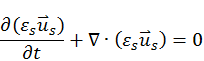 ∂(ε_s u⃗_s)/∂t + ∇ · (ε_s u⃗_s) = 0